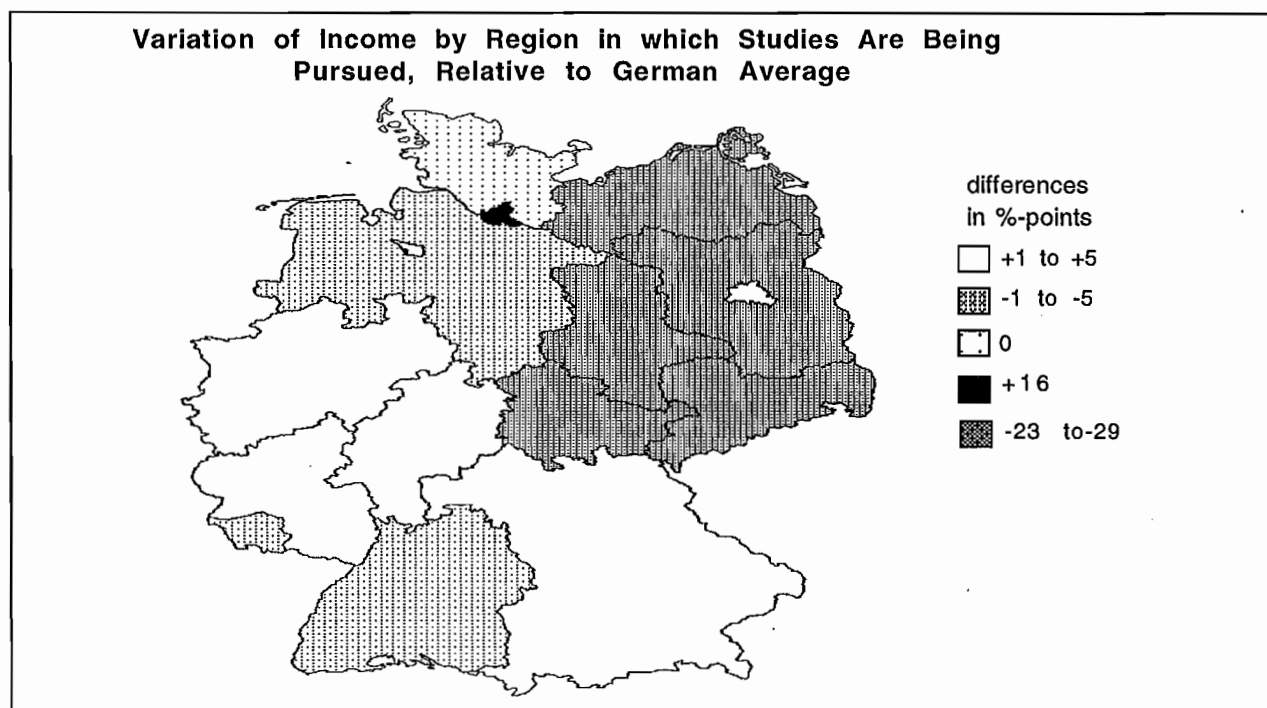 Variation of Income by Region in which Studies Are Being
Pursued, Relative to German Average
differences
in %-points
+1 to +5
-1 to -5
0
+16
-23 to-29